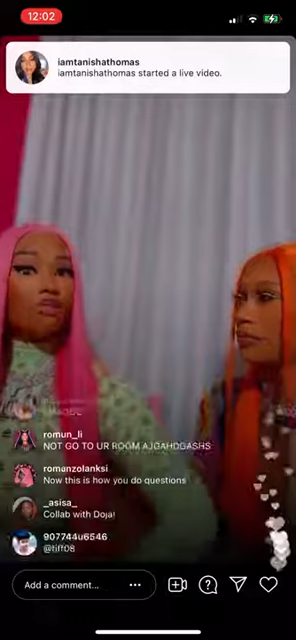 12:02
iamtanishathomas
iamtanishathomas started a live video.
romun_li
NOT GO TO UR ROOM AJGAHDGASHS
romanzolanksi
Now this is how you do questions
_asisa_
Collab with Doja!
907744u6546
@tiff08
Add a comment...